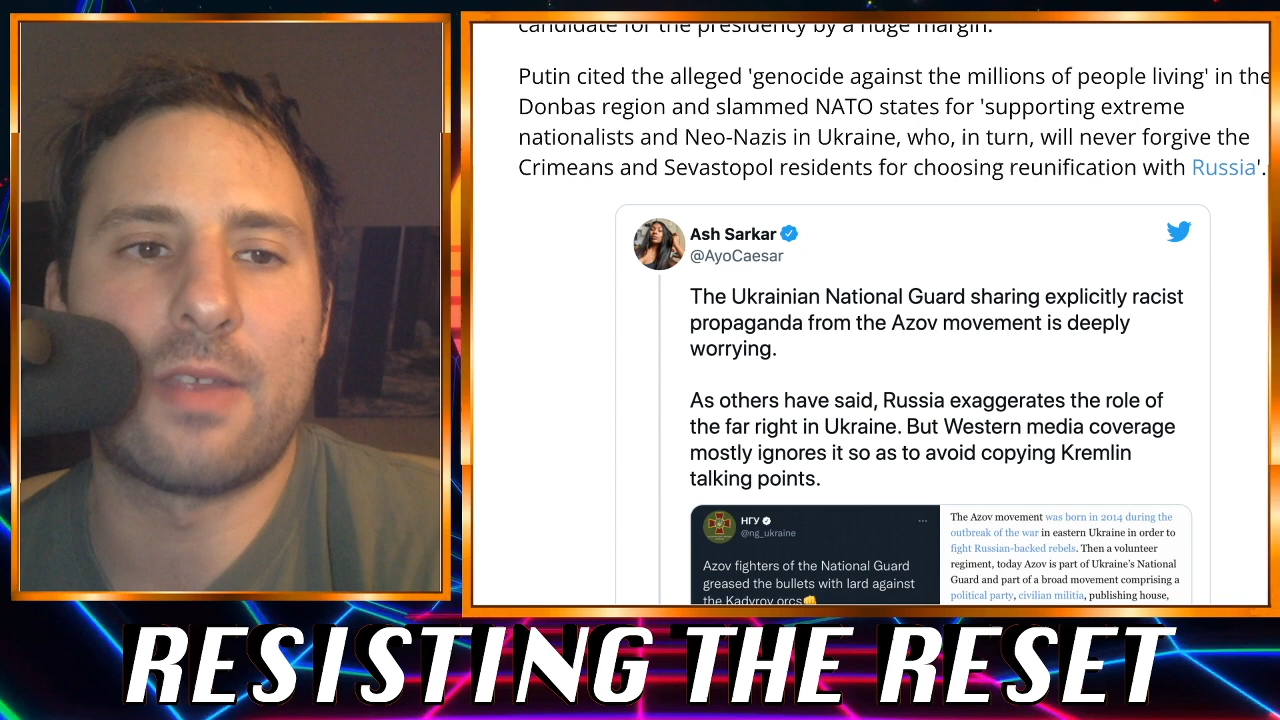 candidate for the presidency by a huge margin.
Putin cited the alleged 'genocide against the millions of people living' in the
Donbas region and slammed NATO states for 'supporting extreme
nationalists and Neo-Nazis in Ukraine, who, in turn, will never forgive the
Crimeans and Sevastopol residents for choosing reunification with Russia'.
Ash Sarkar
@AyoCaesar
The Ukrainian National Guard sharing explicitly racist
propaganda from the Azov movement is deeply
worrying.
As others have said, Russia exaggerates the role of
the far right in Ukraine. But Western media coverage
mostly ignores it so as to avoid copying Kremlin
talking points.
НГУ
@ng_ukraine
Azov fighters of the National Guard
greased the bullets with lard against
the Kadyrov orcs👊
The Azov movement was born in 2014 during the
outbreak of the war in eastern Ukraine in order to
fight Russian-backed rebels. Then a volunteer
regiment, today Azov is part of Ukraine's National
Guard and part of a broad movement comprising a
political party, civilian militia, publishing house,
RESISTING THE RESET